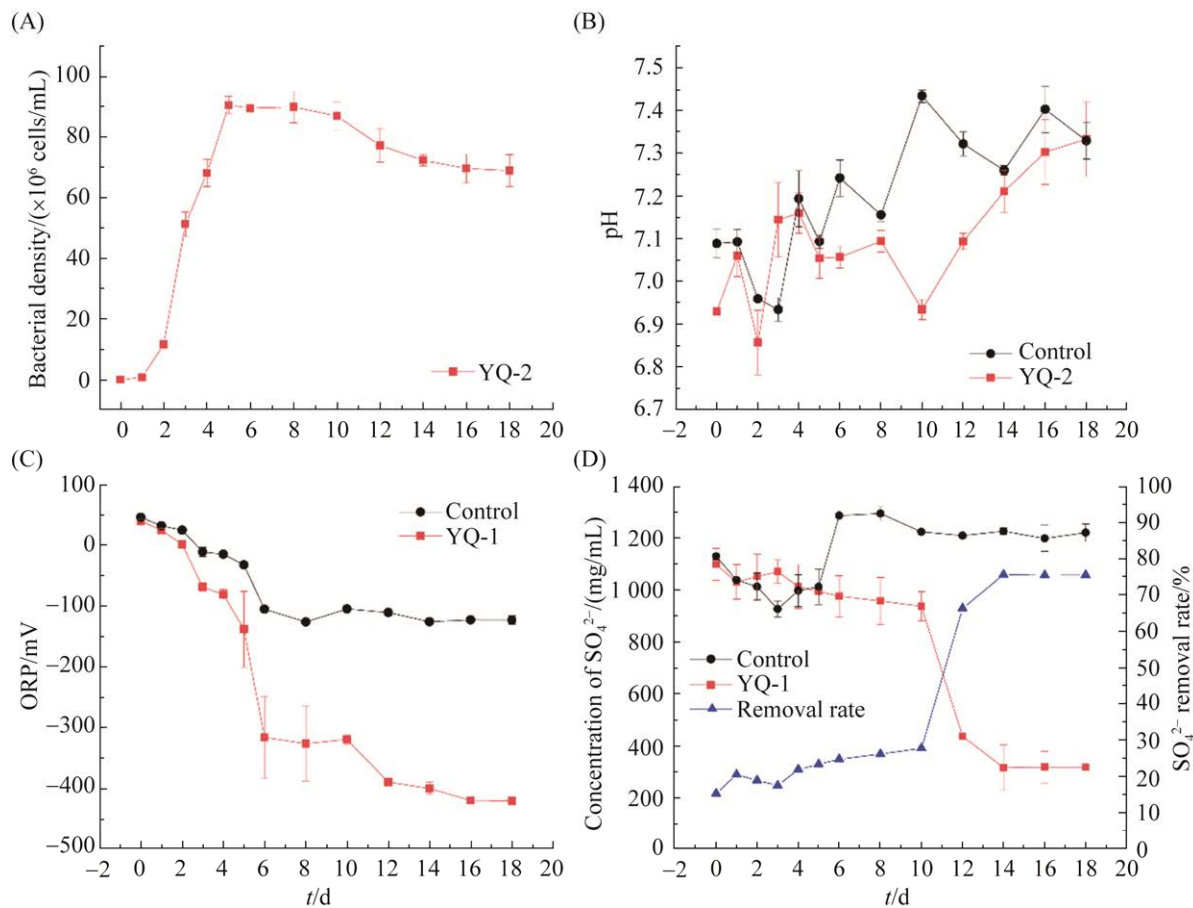 (A)
Bacterial density/(×10⁶ cells/mL)
100
80
60
40
20
0
0 2 4 6 8 10 12 14 16 18 20
YQ-2
(B)
pH
7.5
7.4
7.3
7.2
7.1
7.0
6.9
6.8
6.7
−2 0 2 4 6 8 10 12 14 16 18 20
Control
YQ-2
(C)
ORP/mV
100
0
−100
−200
−300
−400
−500
−2 0 2 4 6 8 10 12 14 16 18 20
t/d
Control
YQ-1
(D)
Concentration of SO₄²⁻/(mg/mL)
1 400
1 200
1 000
800
600
400
200
0
−2 0 2 4 6 8 10 12 14 16 18 20
t/d
Control
YQ-1
Removal rate
100
90
80
70
60
50
40
30
20
10
0
SO₄²⁻ removal rate/%